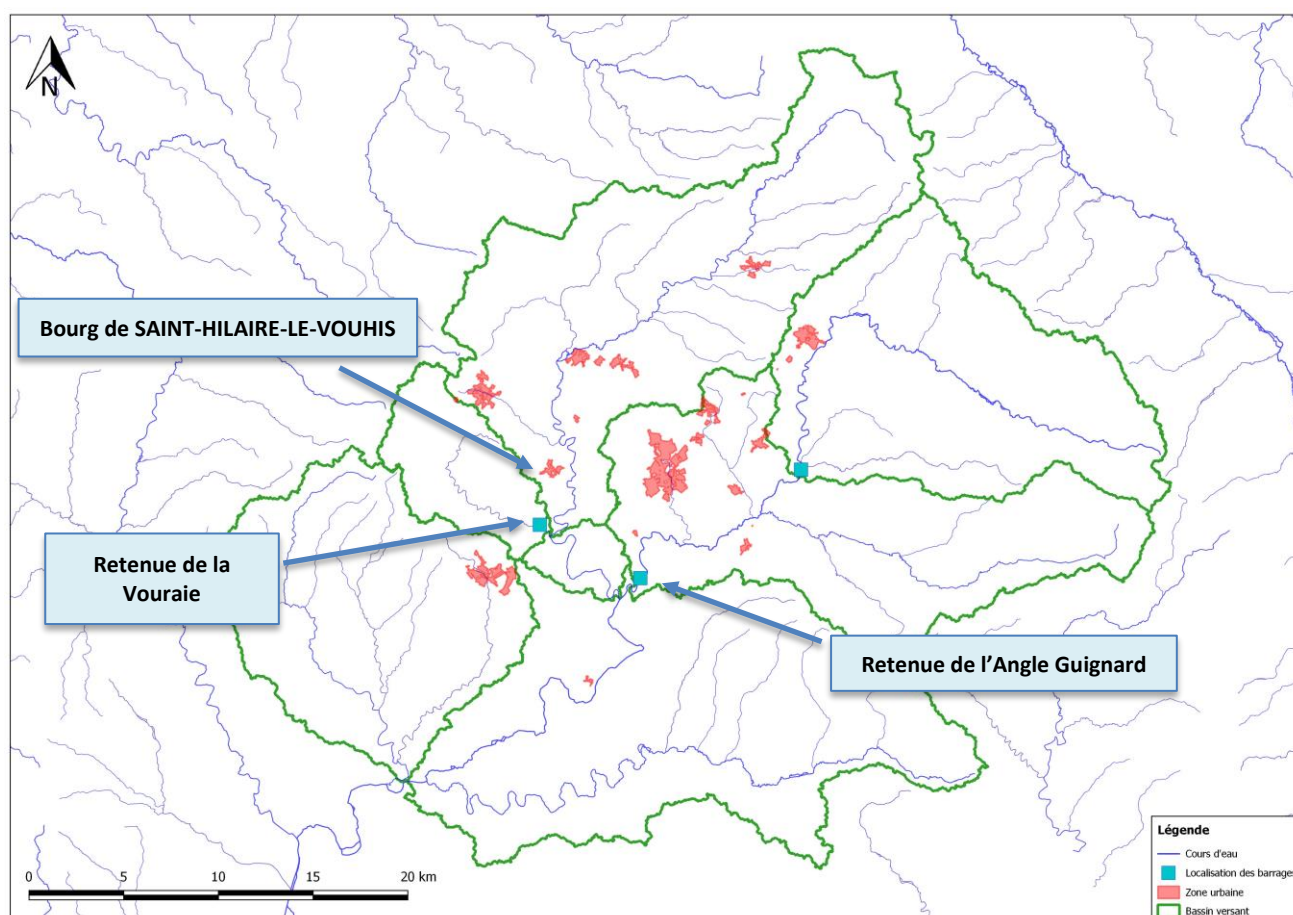 N
Bourg de SAINT-HILAIRE-LE-VOUHIS
Retenue de la
Vouraie
Retenue de l’Angle Guignard
0 5 10 15 20 km
Légende
Cours d'eau
Localisation des barrages
Zone urbaine
Bassin versant